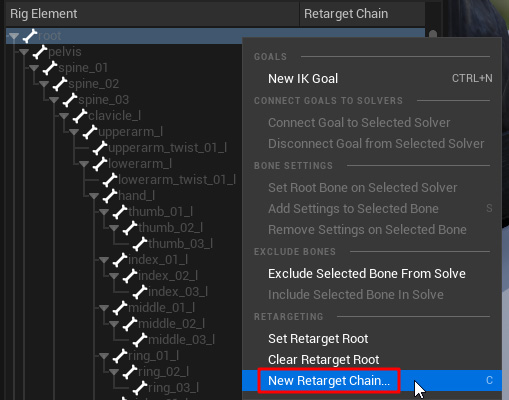 Rig Element Retarget Chain
root
pelvis
spine_01
spine_02
spine_03
clavicle_l
upperarm_l
upperarm_twist_01_l
lowerarm_l
lowerarm_twist_01_l
hand_l
thumb_01_l
thumb_02_l
thumb_03_l
index_01_l
index_02_l
index_03_l
middle_01_l
middle_02_l
middle_03_l
ring_01_l
ring_02_l
ring_03_l
GOALS
New IK Goal CTRL+N
CONNECT GOALS TO SOLVERS
Connect Goal to Selected Solver
Disconnect Goal from Selected Solver
BONE SETTINGS
Set Root Bone on Selected Solver
Add Settings to Selected Bone S
Remove Settings on Selected Bone
EXCLUDE BONES
Exclude Selected Bone From Solve
Include Selected Bone In Solve
RETARGETING
Set Retarget Root
Clear Retarget Root
New Retarget Chain... C